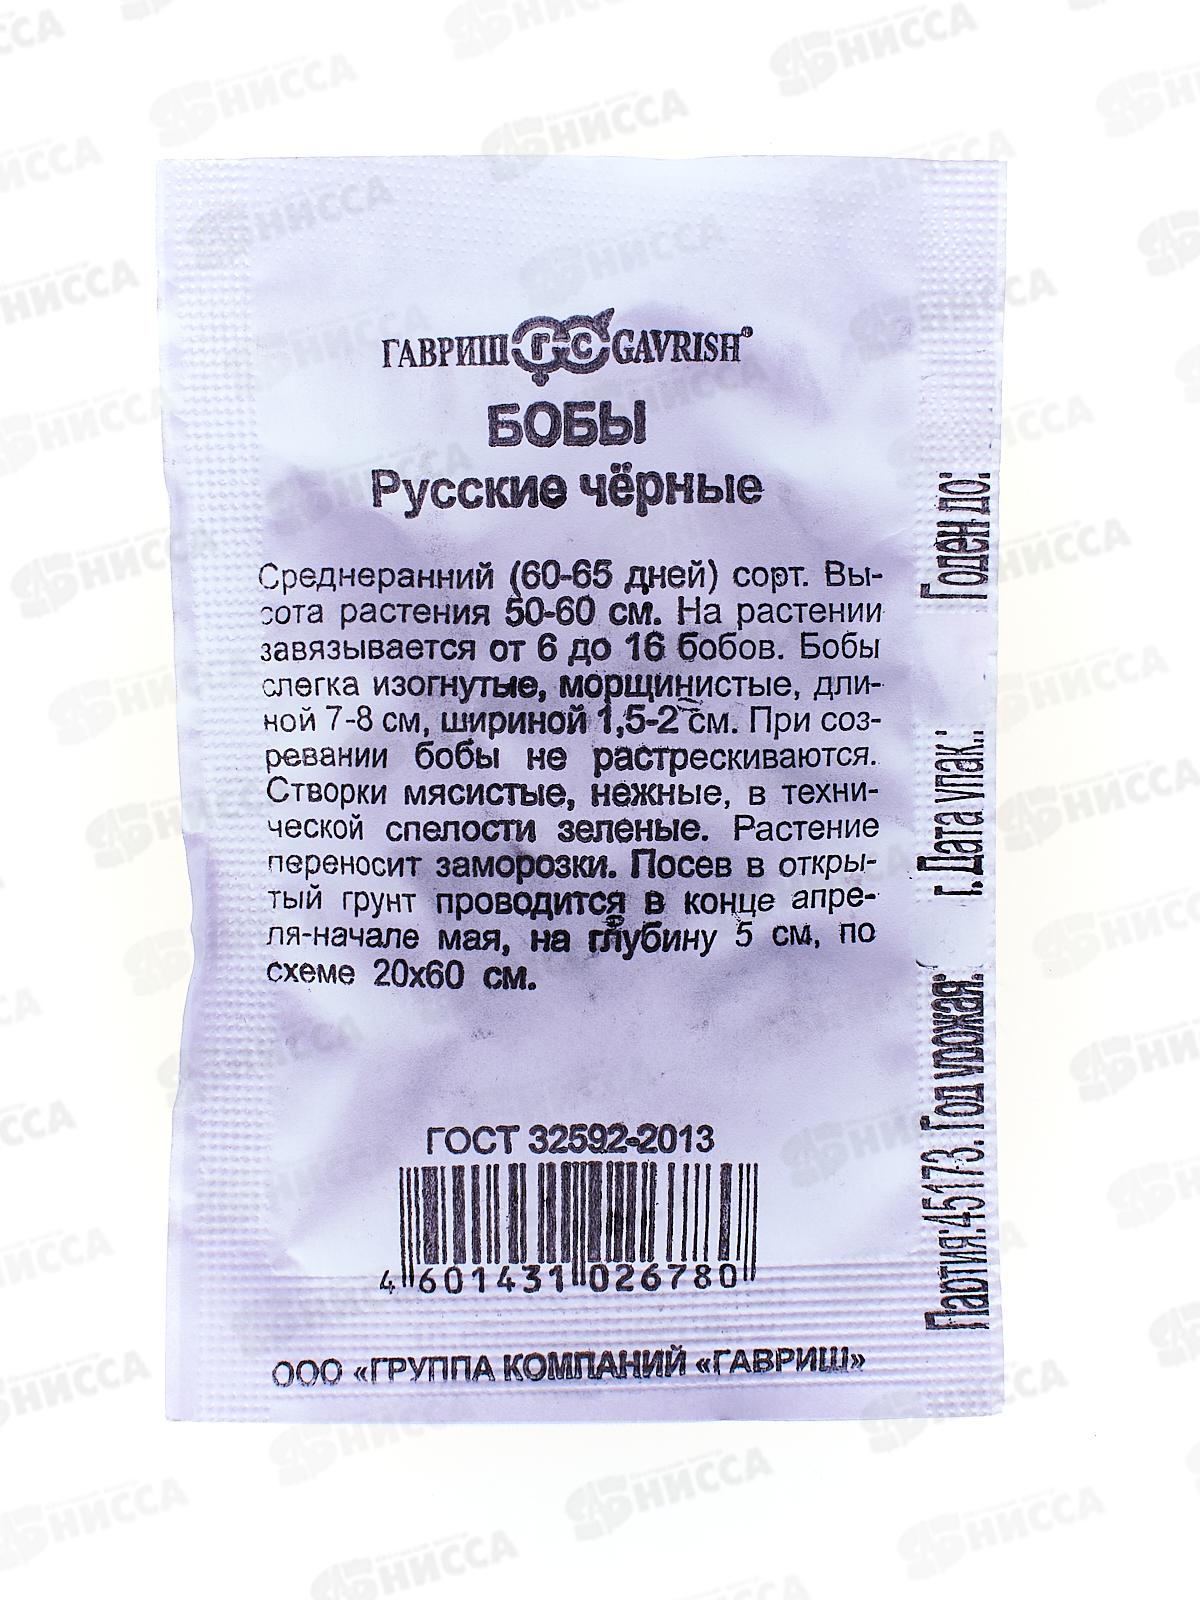 ГАВРИШ ГС GAVRISH®
БОБЫ
Русские чёрные
Среднеранний (60-65 дней) сорт. Вы-
сота растения 50-60 см. На растении
завязывается от 6 до 16 бобов. Бобы
слегка изогнутые, морщинистые, дли-
ной 7-8 см, шириной 1,5-2 см. При соз-
ревании бобы не растрескиваются.
Створки мясистые, нежные, в техни-
ческой спелости зеленые. Растение
переносит заморозки. Посев в откры-
тый грунт проводится в конце апре-
ля-начале мая, на глубину 5 см, по
схеме 20х60 см.
ГОСТ 32592-2013
4 601431 026780
ООО «ГРУППА КОМПАНИЙ «ГАВРИШ»
Партия:45173. Год урожая: г. Дата упак.: Годен до:
ЯБНИССА